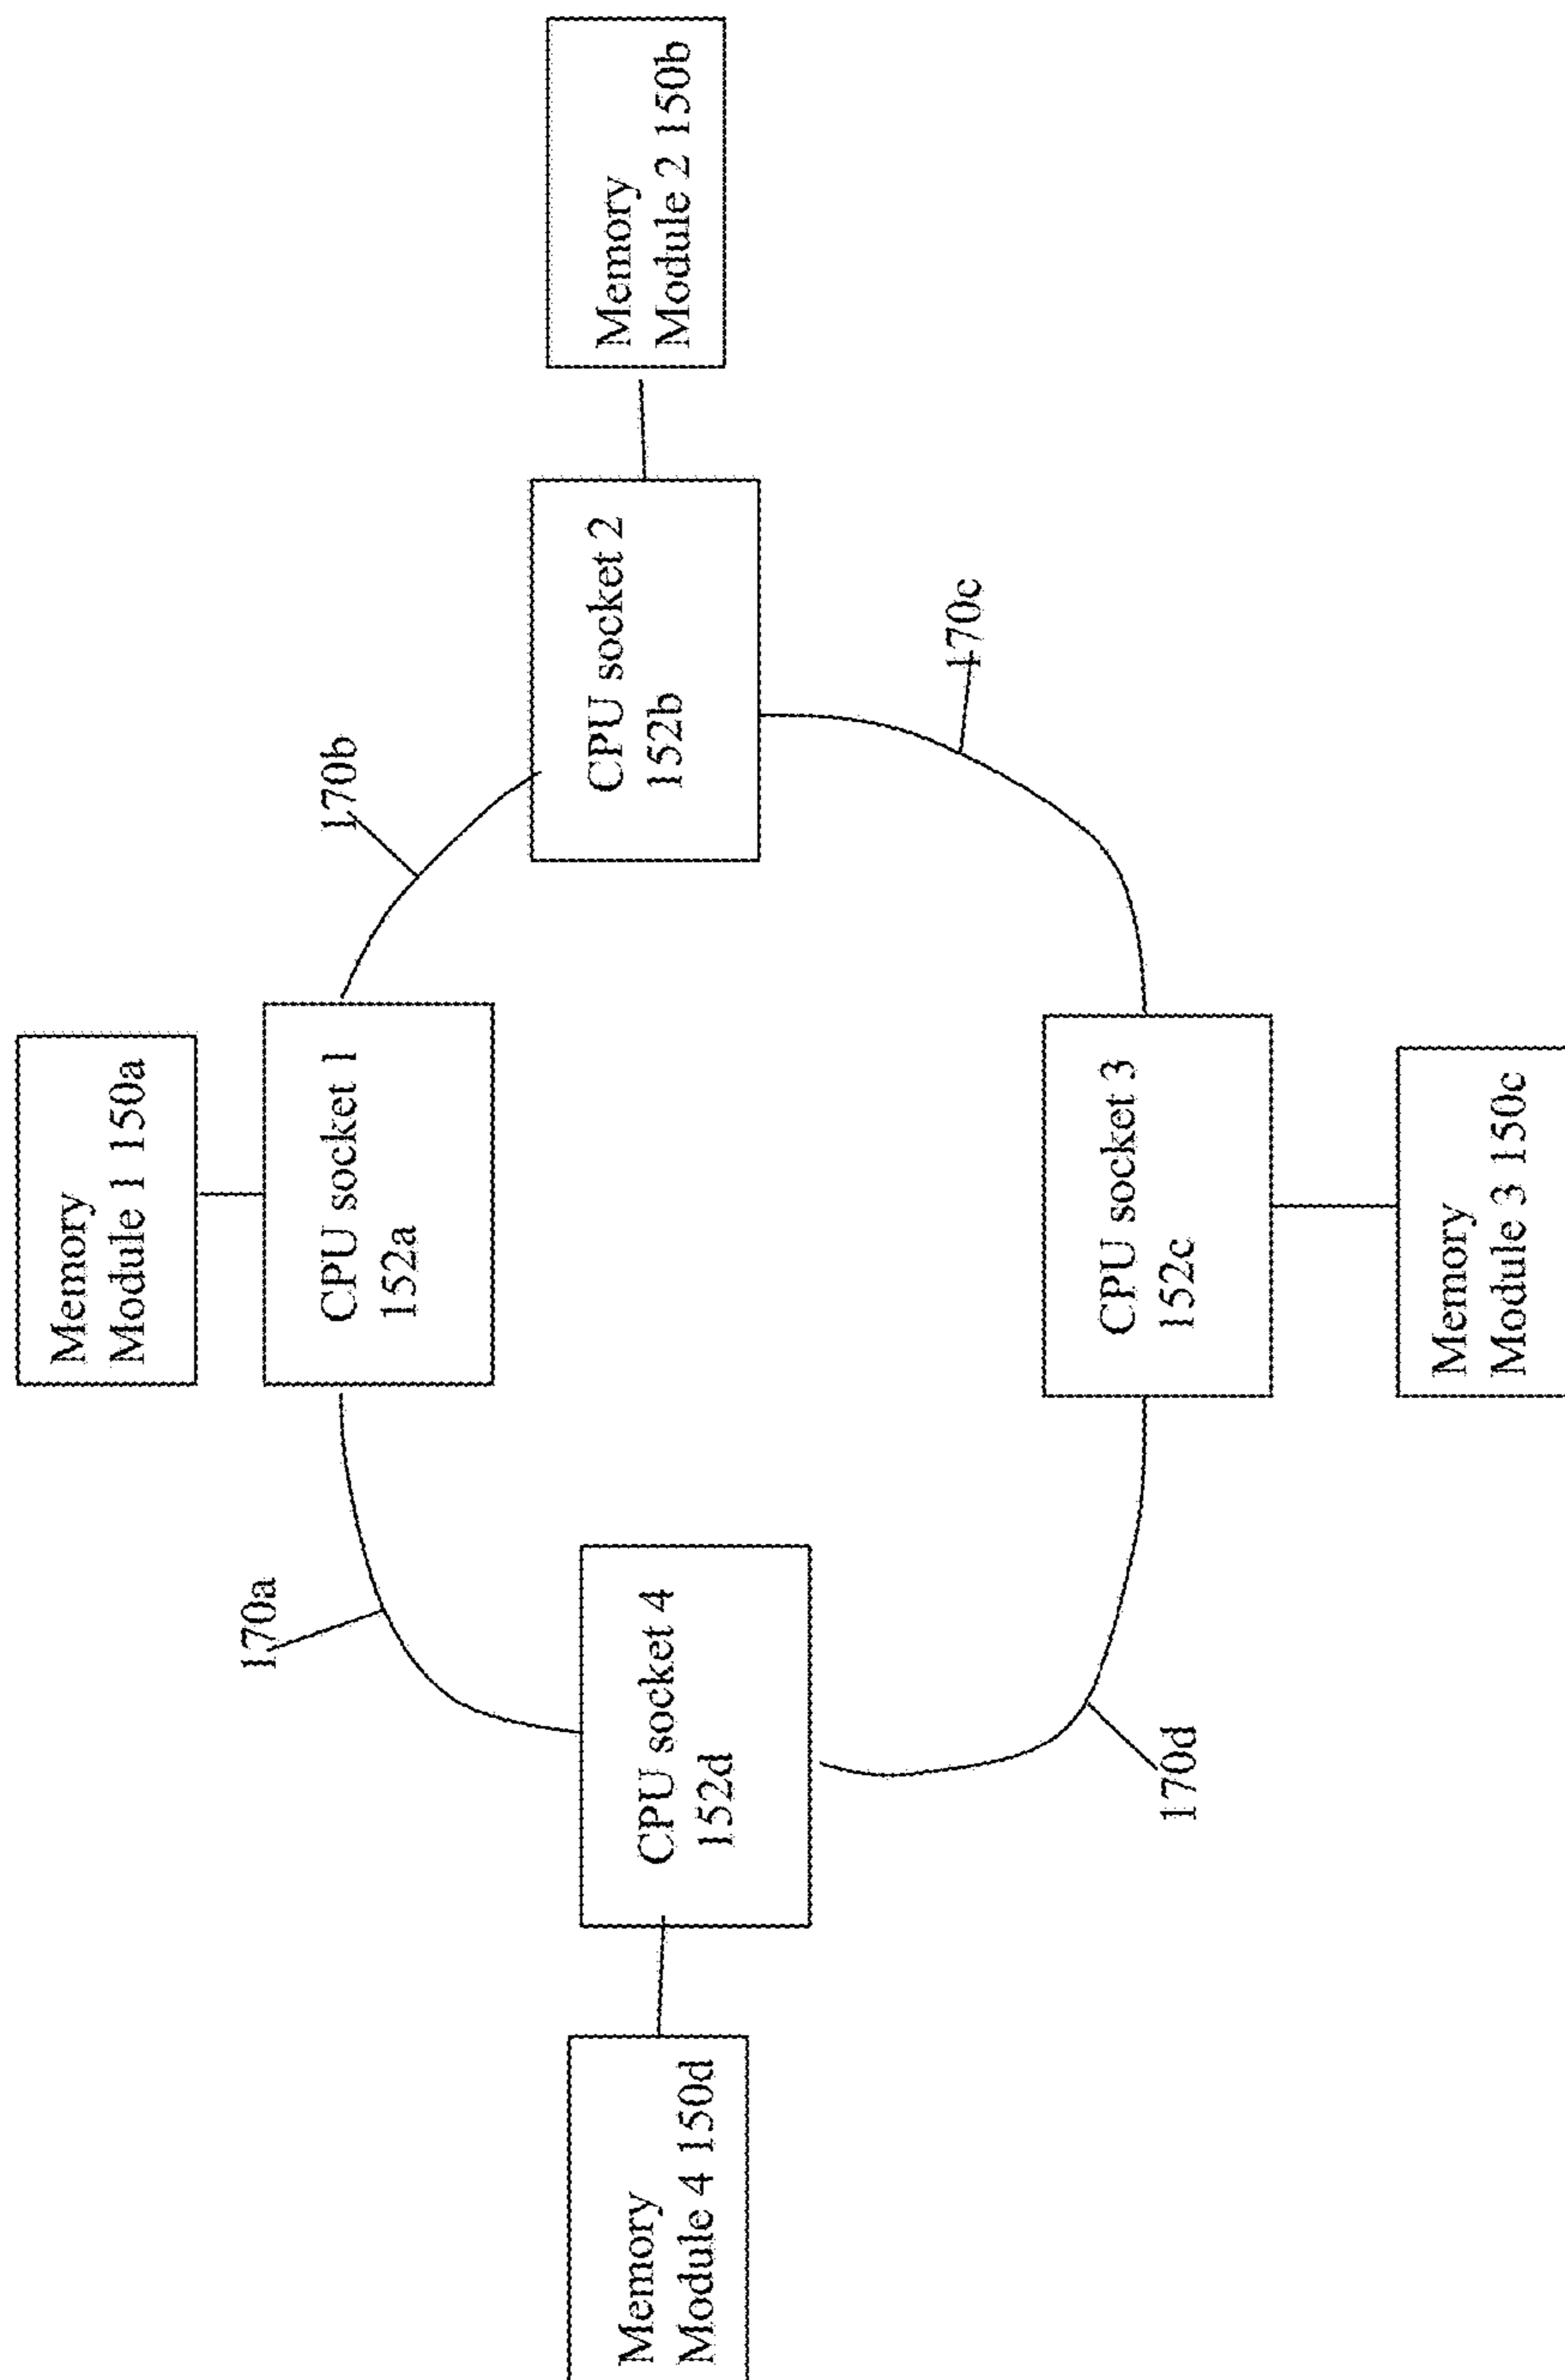 Memory
Module 1 150a
170a
170b
CPU socket 1
152a
Memory
Module 4 150d
CPU socket 4
152d
CPU socket 2
152b
Memory
Module 2 150b
170c
170d
CPU socket 3
152c
Memory
Module 3 150c